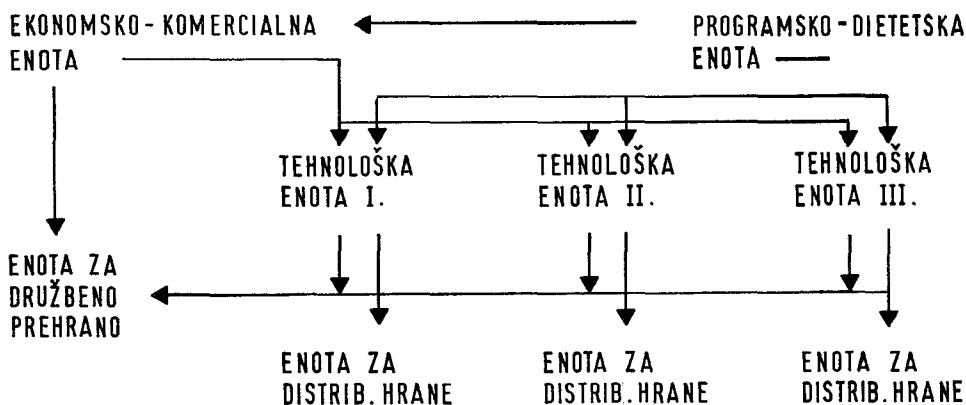 EKONOMSKO-KOMERCIALNA
ENOTA
PROGRAMSKO-DIETETSKA
ENOTA
TEHNOLOŠKA
ENOTA I.
TEHNOLOŠKA
ENOTA II.
TEHNOLOŠKA
ENOTA III.
ENOTA ZA
DRUŽBENO
PREHRANO
ENOTA ZA
DISTRIB. HRANE
ENOTA ZA
DISTRIB. HRANE
ENOTA ZA
DISTRIB. HRANE